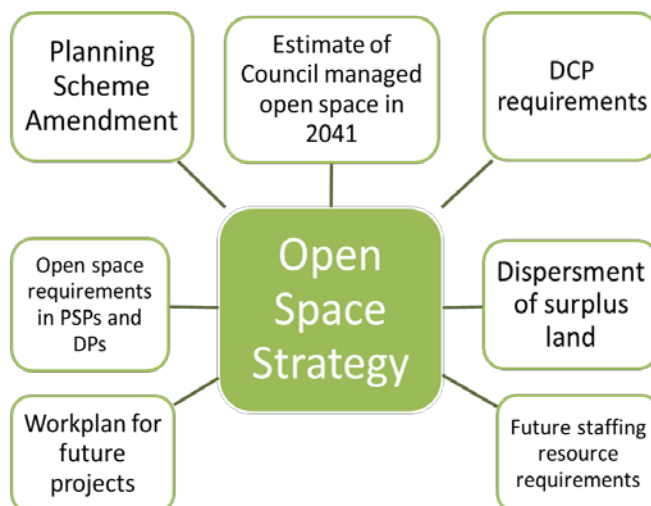 Planning
Scheme
Amendment
Estimate of
Council managed
open space in
2041
DCP
requirements
Open space
requirements
in PSPs and
DPs
Open
Space
Strategy
Dispersment
of surplus
land
Workplan for
future
projects
Future staffing
resource
requirements